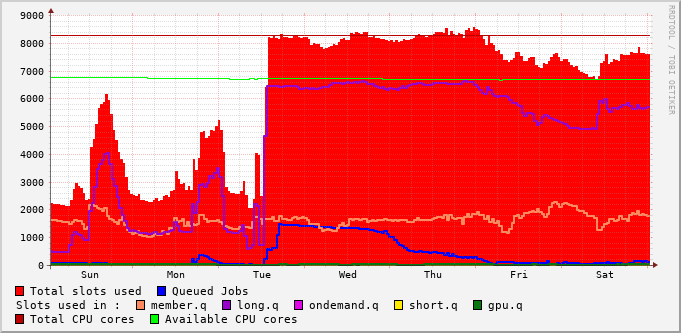 9000
8000
7000
6000
5000
4000
3000
2000
1000
0
Sun Mon Tue Wed Thu Fri Sat
RRDTOOL / TOBI OETIKER
Total slots used Queued Jobs
Slots used in : member.q long.q ondemand.q short.q gpu.q
Total CPU cores Available CPU cores